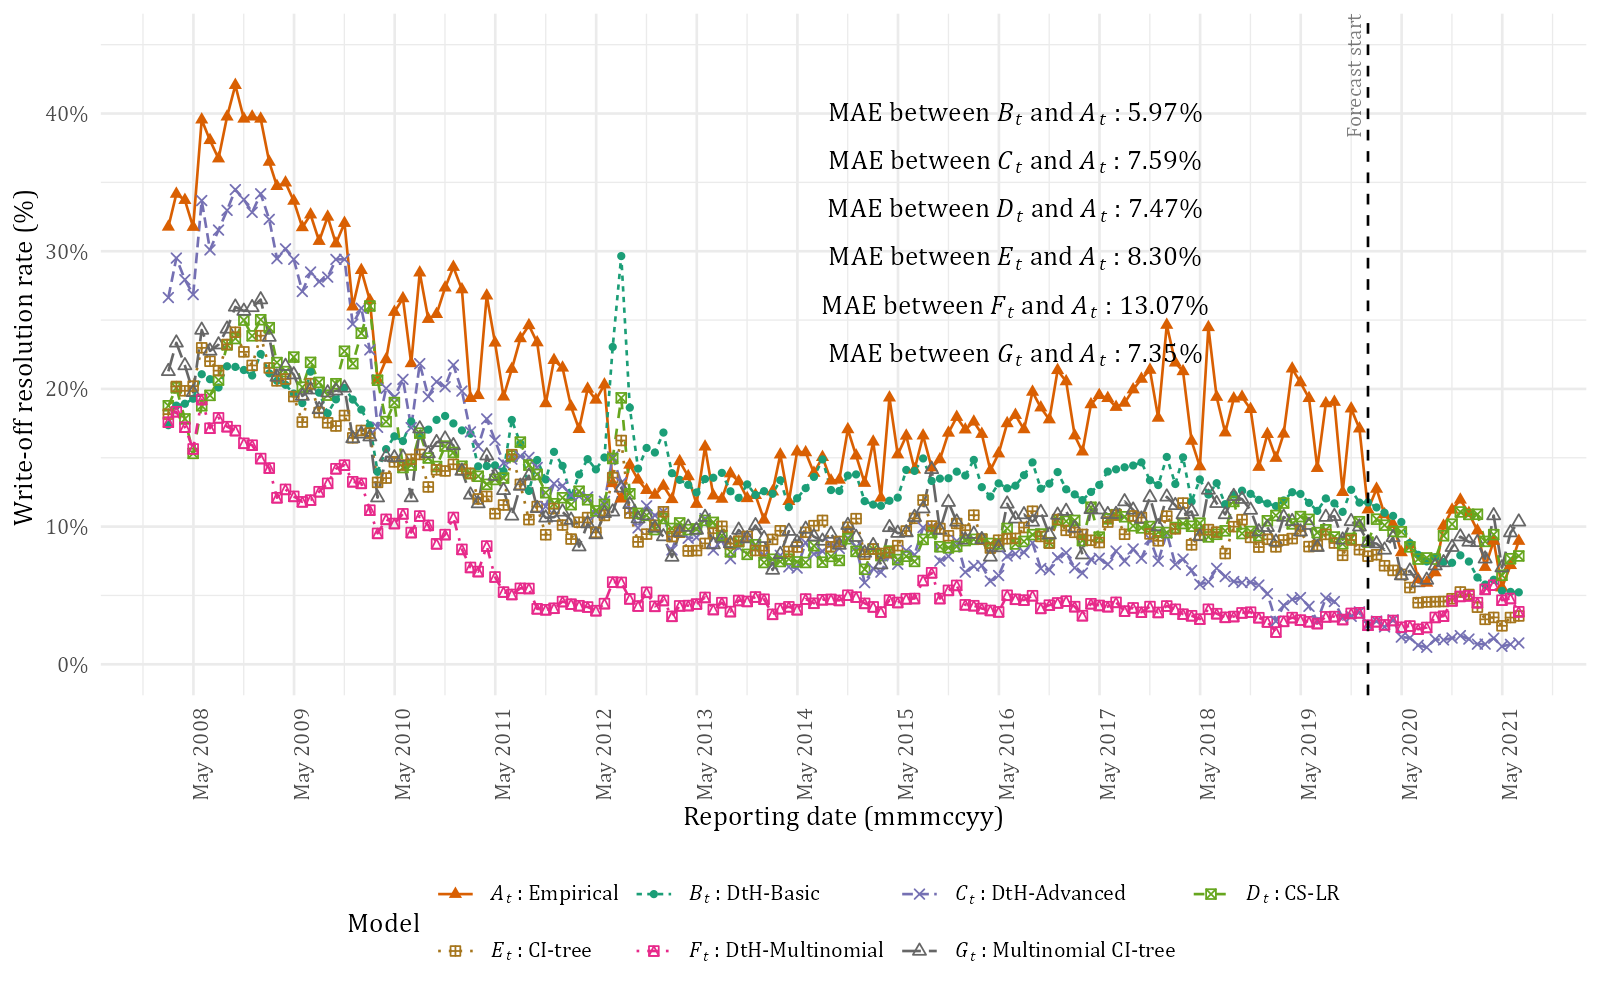 Forecast start
MAE between Bt and At : 5.97%
MAE between Ct and At : 7.59%
MAE between Dt and At : 7.47%
MAE between Et and At : 8.30%
MAE between Ft and At : 13.07%
MAE between Gt and At : 7.35%
Write-off resolution rate (%)
40%
30%
20%
10%
0%
May 2008
May 2009
May 2010
May 2011
May 2012
May 2013
May 2014
May 2015
May 2016
May 2017
May 2018
May 2019
May 2020
May 2021
Reporting date (mmmccyy)
Model
At : Empirical
Bt : DtH-Basic
Ct : DtH-Advanced
Dt : CS-LR
Et : CI-tree
Ft : DtH-Multinomial
Gt : Multinomial CI-tree